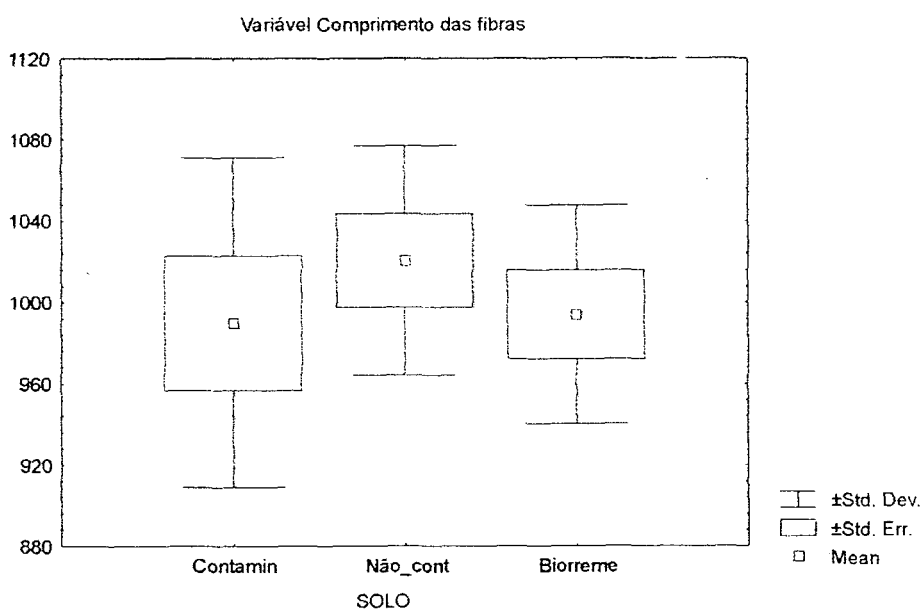 Variável Comprimento das fibras
1120
1080
1040
1000
960
920
880
Contamin
Não_cont
Biorreme
SOLO
±Std. Dev.
±Std. Err.
Mean